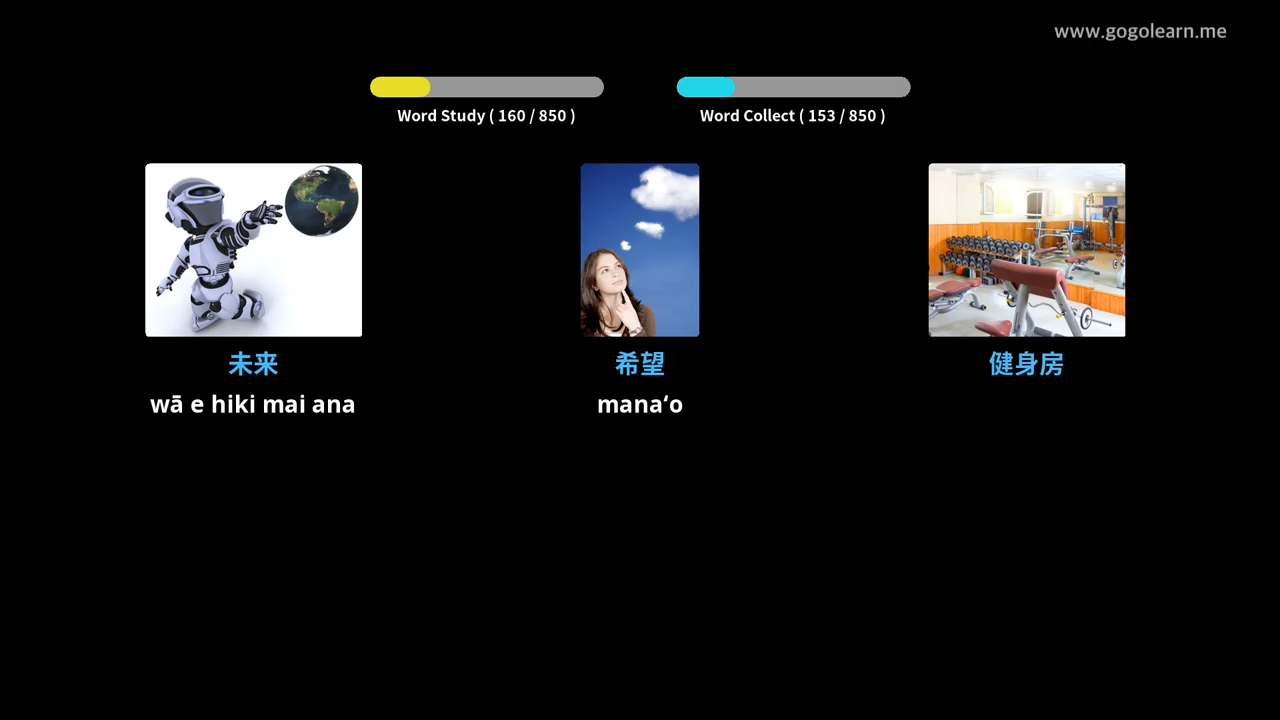 www.gogolearn.me
Word Study ( 160 / 850 )
Word Collect ( 153 / 850 )
未来
希望
健身房
wā e hiki mai ana
manaʻo